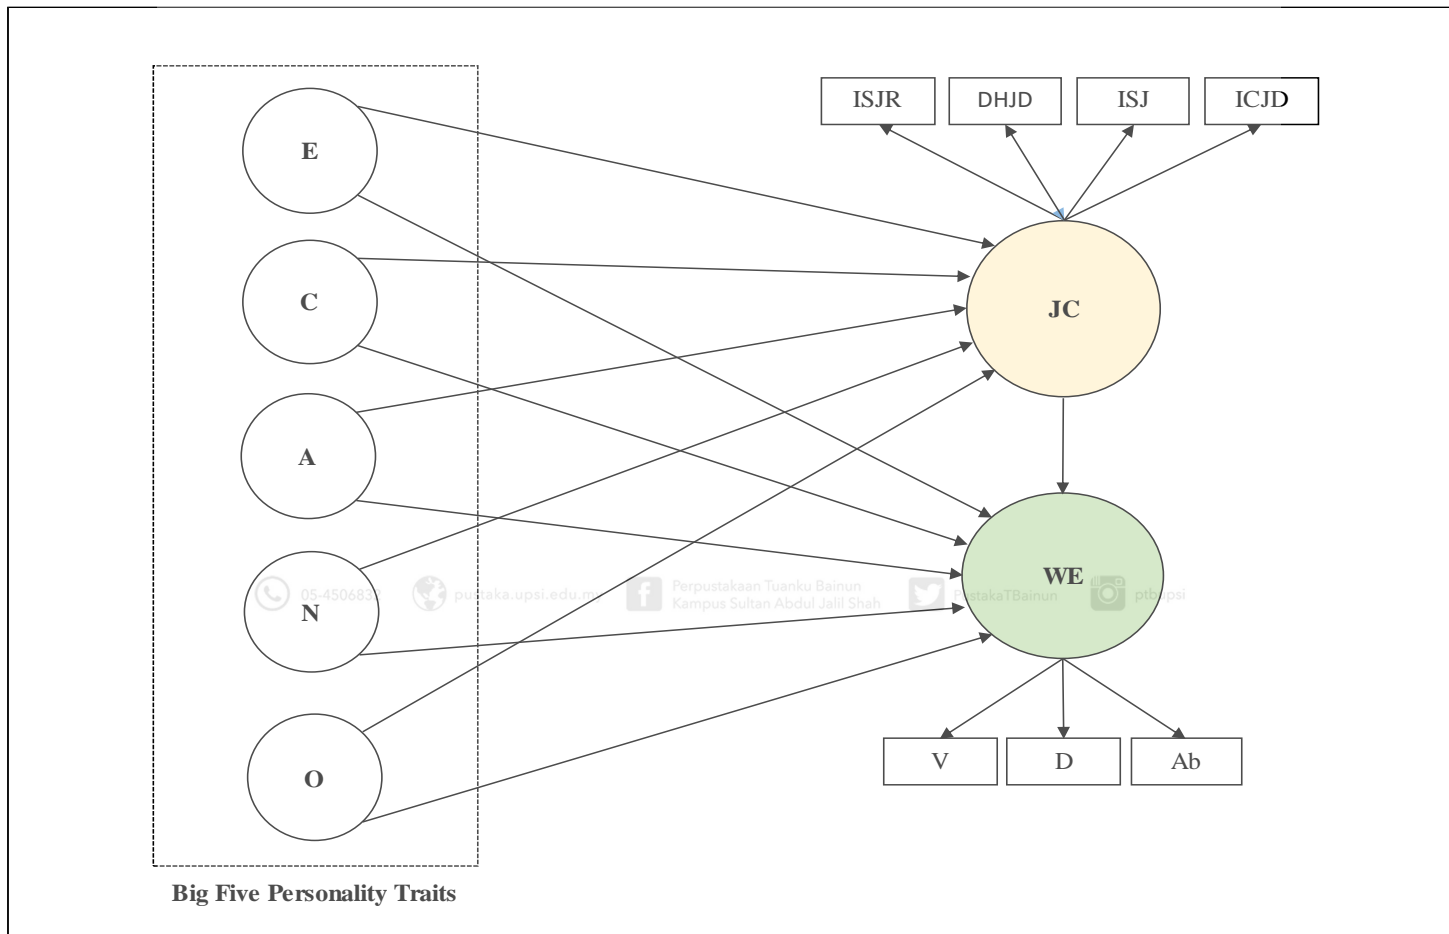 E
C
A
N
O
Big Five Personality Traits
ISJR
DHJD
ISJ
ICJD
JC
WE
V
D
Ab
05-4506832
pustaka.upsi.edu.my
Perpustakaan Tuanku Bainun
Kampus Sultan Abdul Jalil Shah
PustakaTBainun
ptbupsi